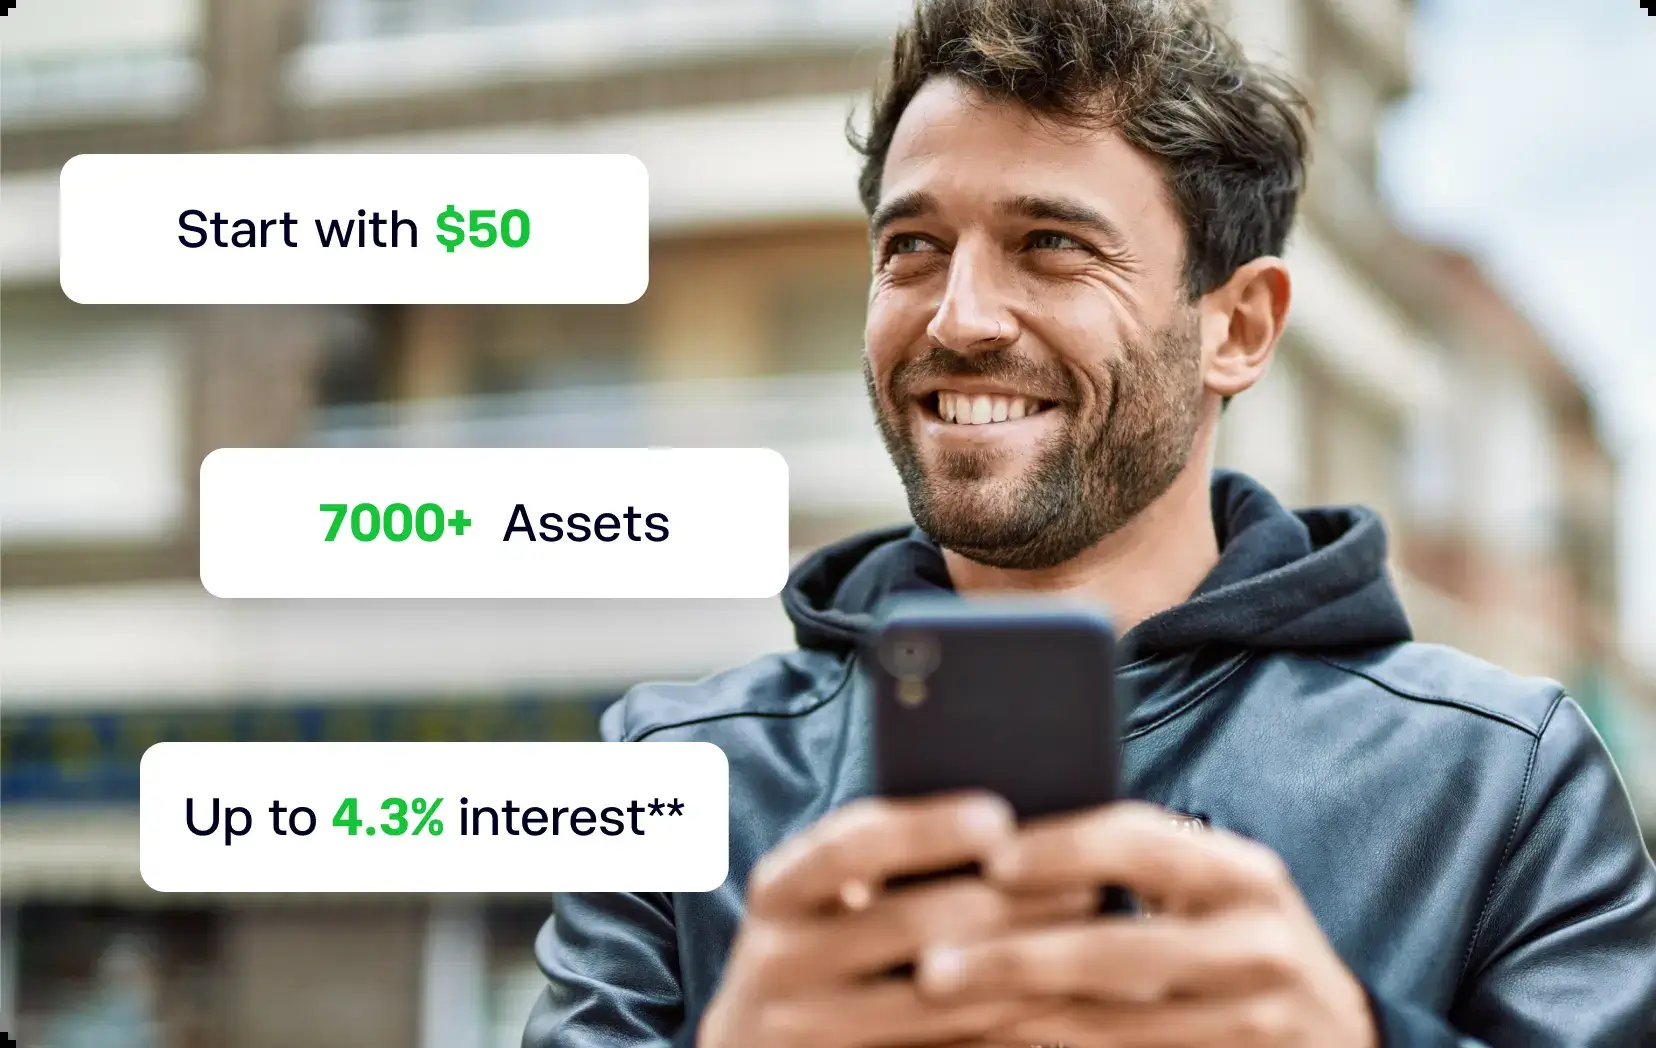 Start with $50
7000+ Assets
Up to 4.3% interest**